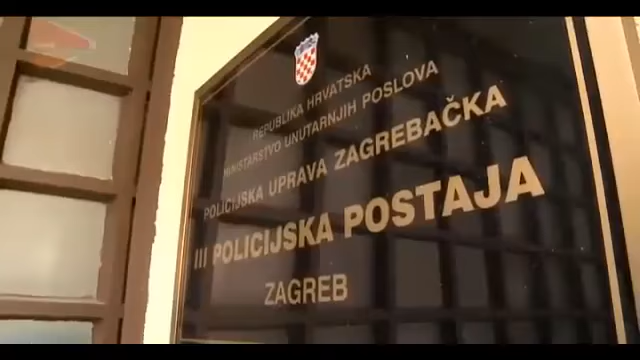 REPUBLIKA HRVATSKA
MINISTARSTVO UNUTARNJIH POSLOVA
POLICIJSKA UPRAVA ZAGREBAČKA
III POLICIJSKA POSTAJA
ZAGREB